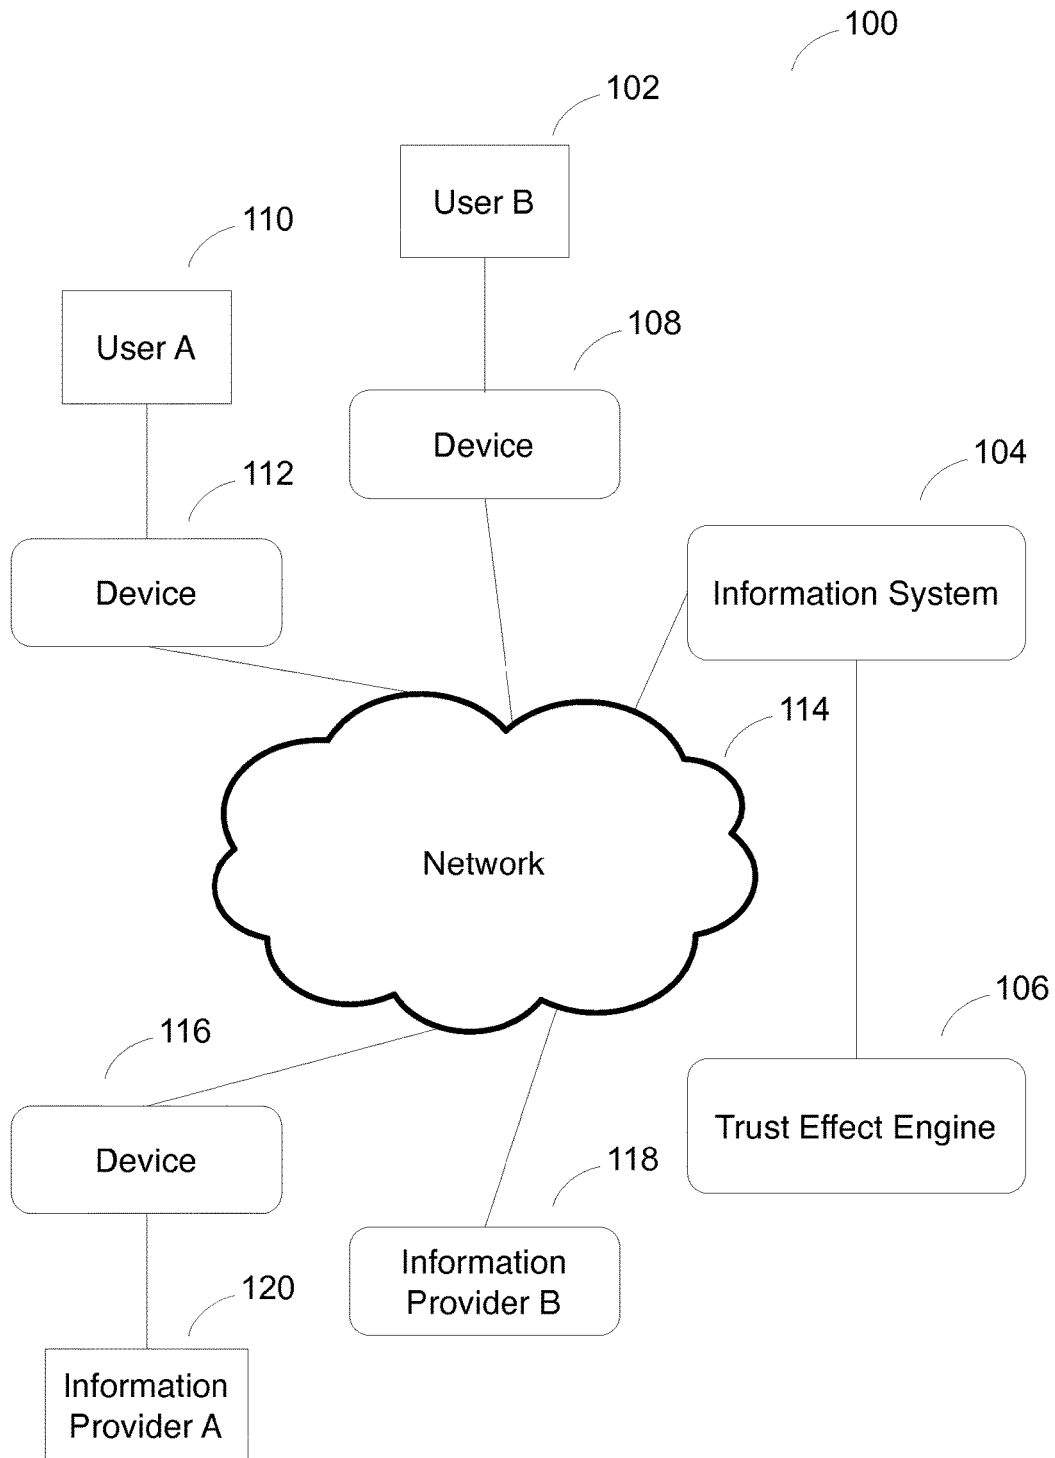 100
102
User B
110
User A
108
Device
112
Device
104
Information System
114
Network
106
Trust Effect Engine
116
Device
118
Information
Provider B
120
Information
Provider A